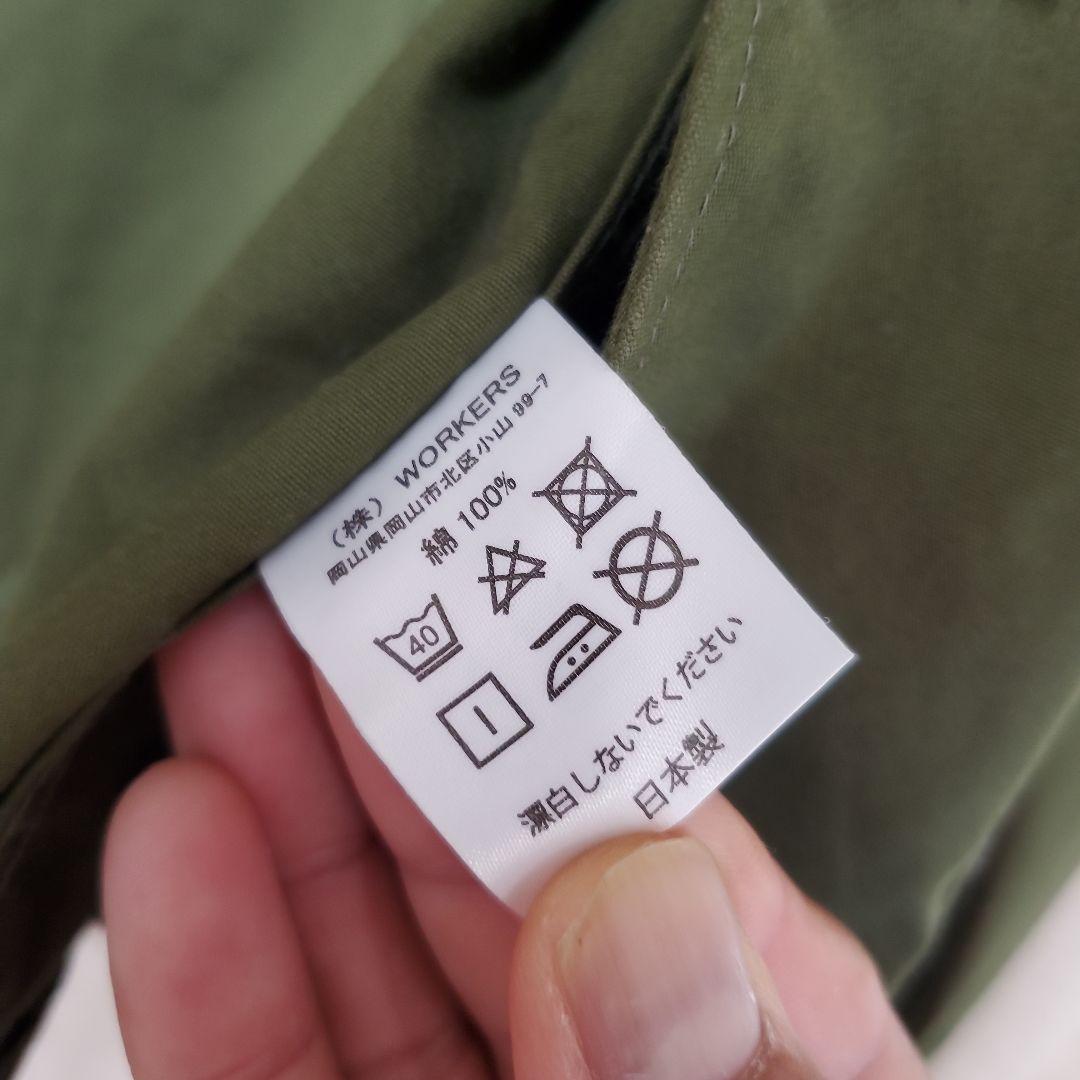 (株) WORKERS
岡山県岡山市北区小山 99-7
綿 100%
40
漂白しないでください
日本製